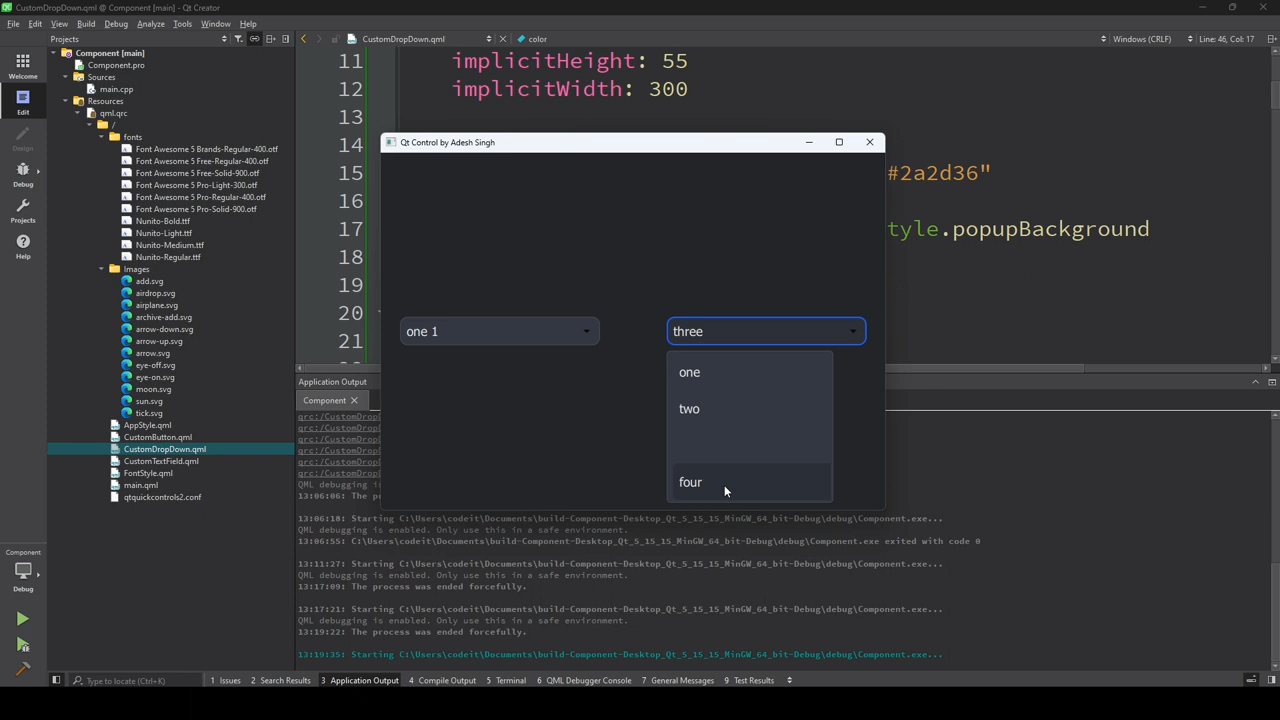 CustomDropDown.qml @ Component [main] - Qt Creator
File Edit View Build Debug Analyze Tools Window Help
Projects
CustomDropDown.qml
color
Windows (CRLF)
Line: 46, Col: 17
Welcome
Edit
Design
Debug
Projects
Help
Component [main]
Component.pro
Sources
main.cpp
Resources
qml.qrc
/
fonts
Font Awesome 5 Brands-Regular-400.otf
Font Awesome 5 Free-Regular-400.otf
Font Awesome 5 Free-Solid-900.otf
Font Awesome 5 Pro-Light-300.otf
Font Awesome 5 Pro-Regular-400.otf
Font Awesome 5 Pro-Solid-900.otf
Nunito-Bold.ttf
Nunito-Light.ttf
Nunito-Medium.ttf
Nunito-Regular.ttf
Images
add.svg
airdrop.svg
airplane.svg
archive-add.svg
arrow-down.svg
arrow-up.svg
arrow.svg
eye-off.svg
eye-on.svg
moon.svg
sun.svg
tick.svg
AppStyle.qml
CustomButton.qml
CustomDropDown.qml
CustomTextField.qml
FontStyle.qml
main.qml
qtquickcontrols2.conf
11 implicitHeight: 55
12 implicitWidth: 300
13
14
15 #2a2d36"
16
17 tyle.popupBackground
18
19
20
21
Qt Control by Adesh Singh
one 1
three
one
two
four
Application Output
Component
qrc:/CustomDropD
qrc:/CustomDropD
qrc:/CustomDropD
qrc:/CustomDropD
qrc:/CustomDropD
qrc:/CustomDropD
QML debugging i
13:06:06: The p
13:06:18: Starting C:\Users\codeit\Documents\build-Component-Desktop_Qt_5_15_15_MinGW_64_bit-Debug\debug\Component.exe...
QML debugging is enabled. Only use this in a safe environment.
13:06:55: C:\Users\codeit\Documents\build-Component-Desktop_Qt_5_15_15_MinGW_64_bit-Debug\debug\Component.exe exited with code 0
13:11:27: Starting C:\Users\codeit\Documents\build-Component-Desktop_Qt_5_15_15_MinGW_64_bit-Debug\debug\Component.exe...
QML debugging is enabled. Only use this in a safe environment.
13:17:09: The process was ended forcefully.
13:17:21: Starting C:\Users\codeit\Documents\build-Component-Desktop_Qt_5_15_15_MinGW_64_bit-Debug\debug\Component.exe...
QML debugging is enabled. Only use this in a safe environment.
13:19:22: The process was ended forcefully.
13:19:35: Starting C:\Users\codeit\Documents\build-Component-Desktop_Qt_5_15_15_MinGW_64_bit-Debug\debug\Component.exe...
Component
Debug
Type to locate (Ctrl+K)
1 Issues 2 Search Results 3 Application Output 4 Compile Output 5 Terminal 6 QML Debugger Console 7 General Messages 9 Test Results